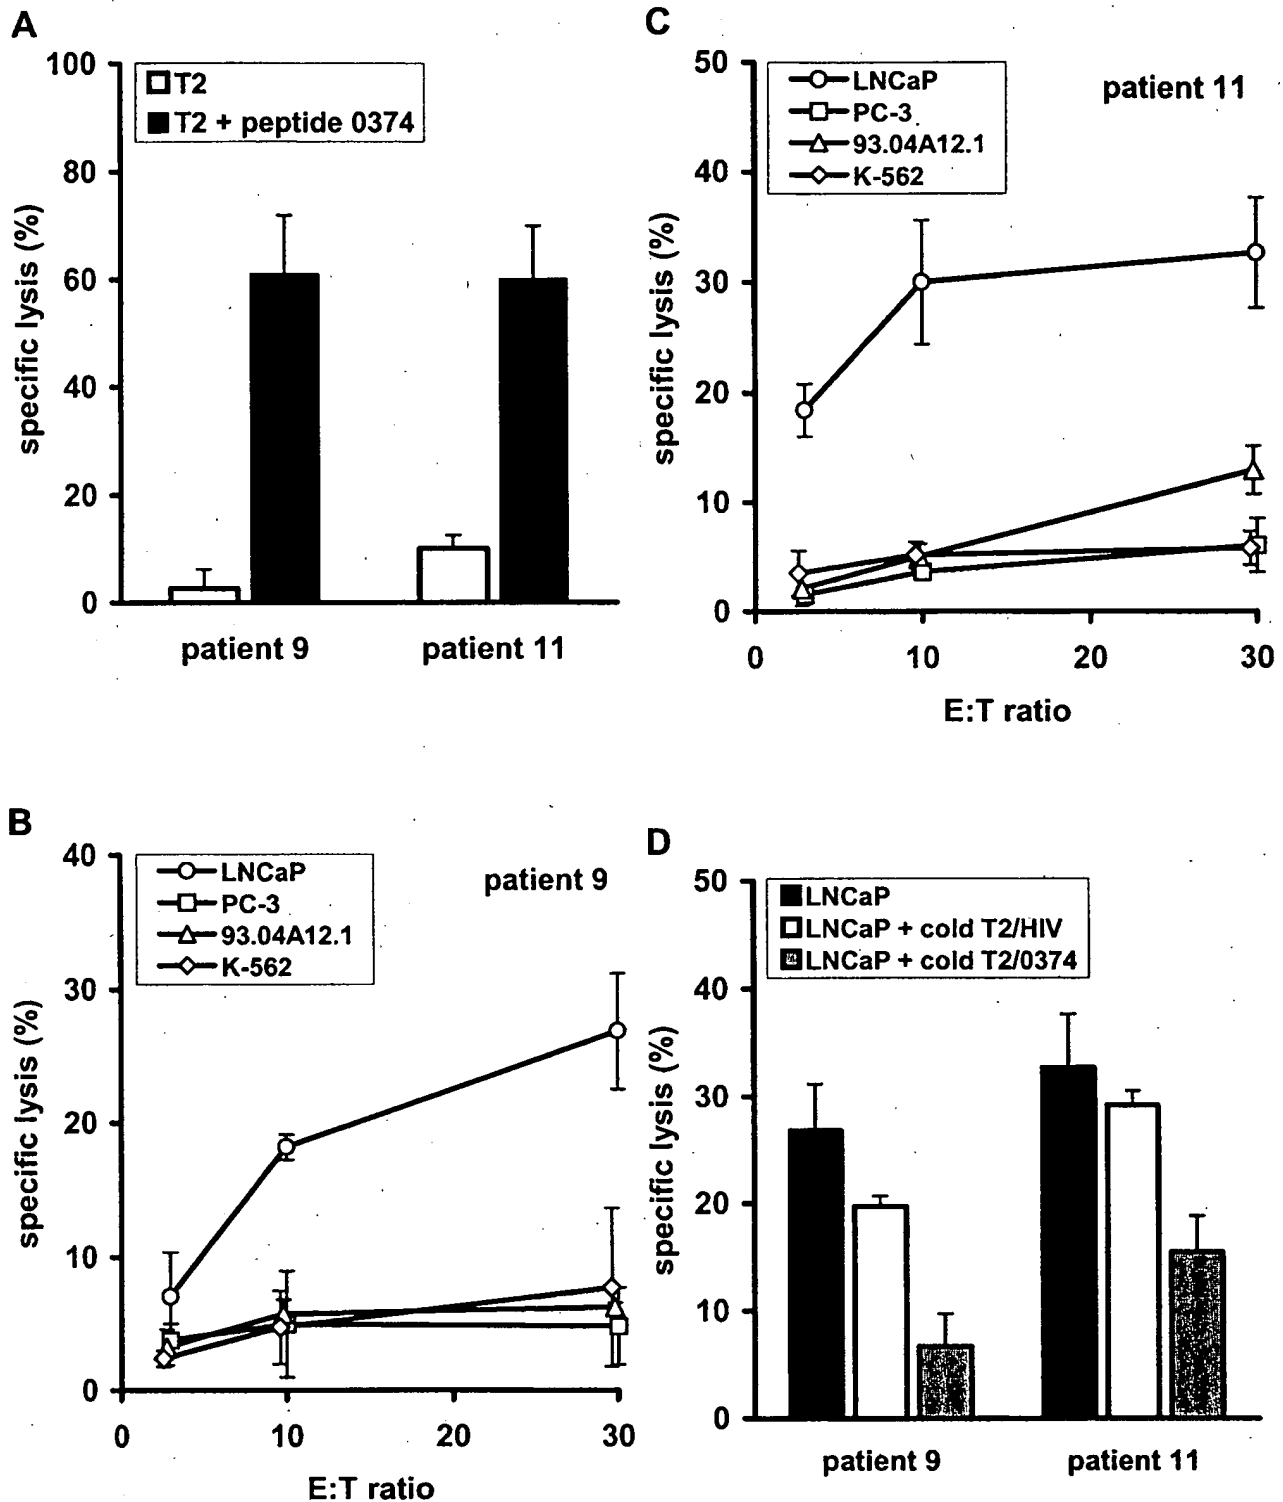 A
100
80
60
40
20
0
specific lysis (%)
T2
T2 + peptide 0374
patient 9
patient 11
C
50
40
30
20
10
0
specific lysis (%)
LNCaP
PC-3
93.04A12.1
K-562
patient 11
0
10
20
30
E:T ratio
B
40
30
20
10
0
specific lysis (%)
LNCaP
PC-3
93.04A12.1
K-562
patient 9
0
10
20
30
E:T ratio
D
50
40
30
20
10
0
specific lysis (%)
LNCaP
LNCaP + cold T2/HIV
LNCaP + cold T2/0374
patient 9
patient 11